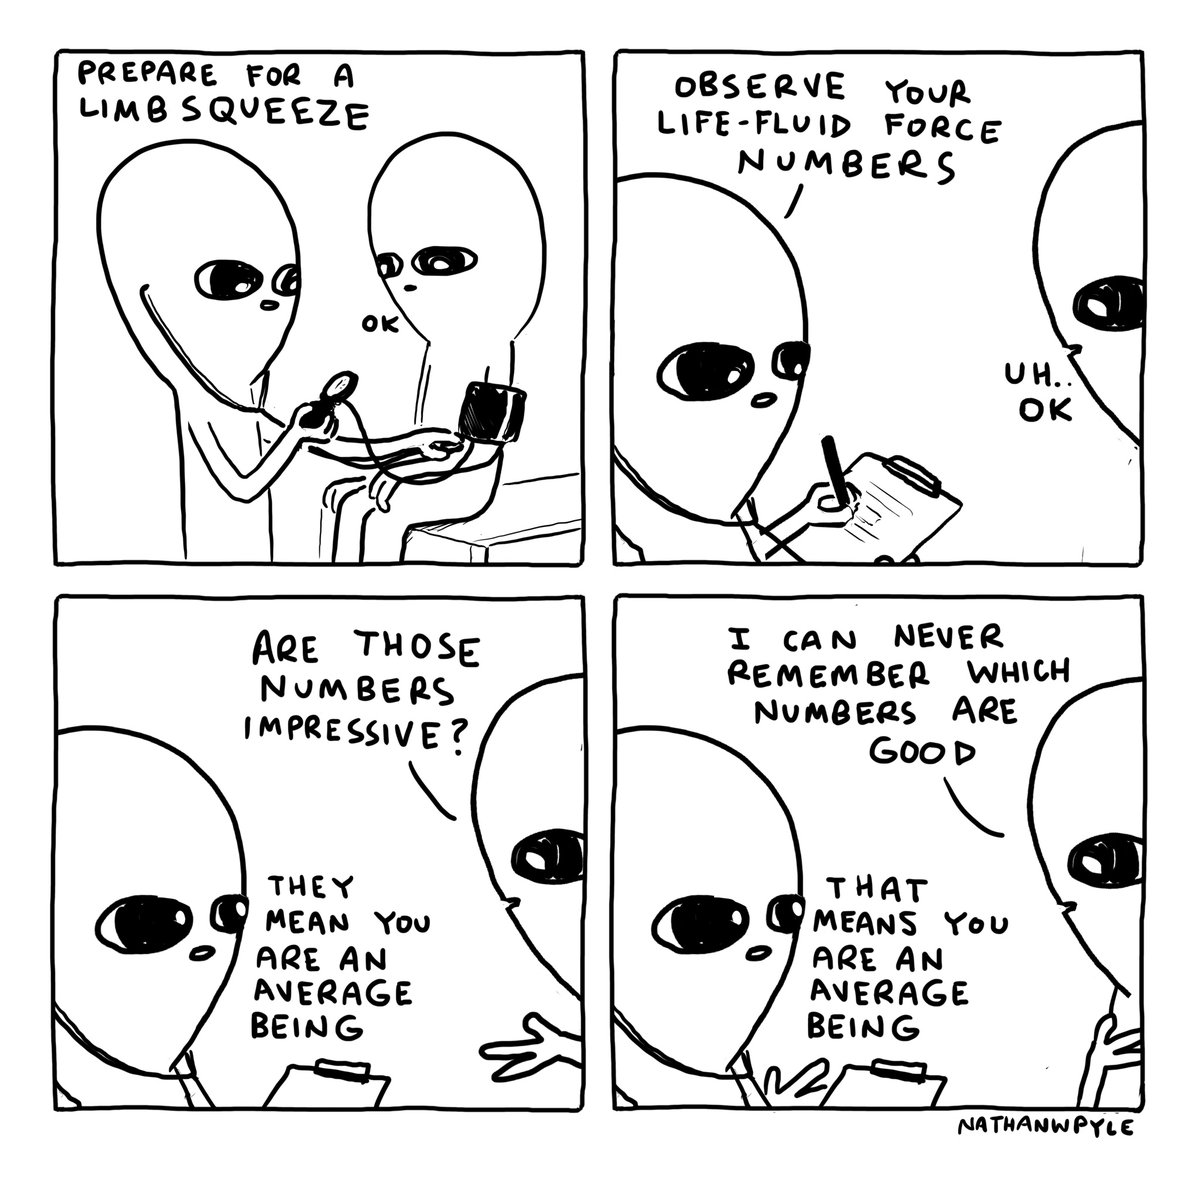 PREPARE FOR A
LIMB SQUEEZE
OK
OBSERVE YOUR
LIFE-FLUID FORCE
NUMBERS
UH..
OK
ARE THOSE
NUMBERS
IMPRESSIVE?
THEY
MEAN YOU
ARE AN
AVERAGE
BEING
I CAN NEVER
REMEMBER WHICH
NUMBERS ARE
GOOD
THAT
MEANS YOU
ARE AN
AVERAGE
BEING
NATHANWPYLE